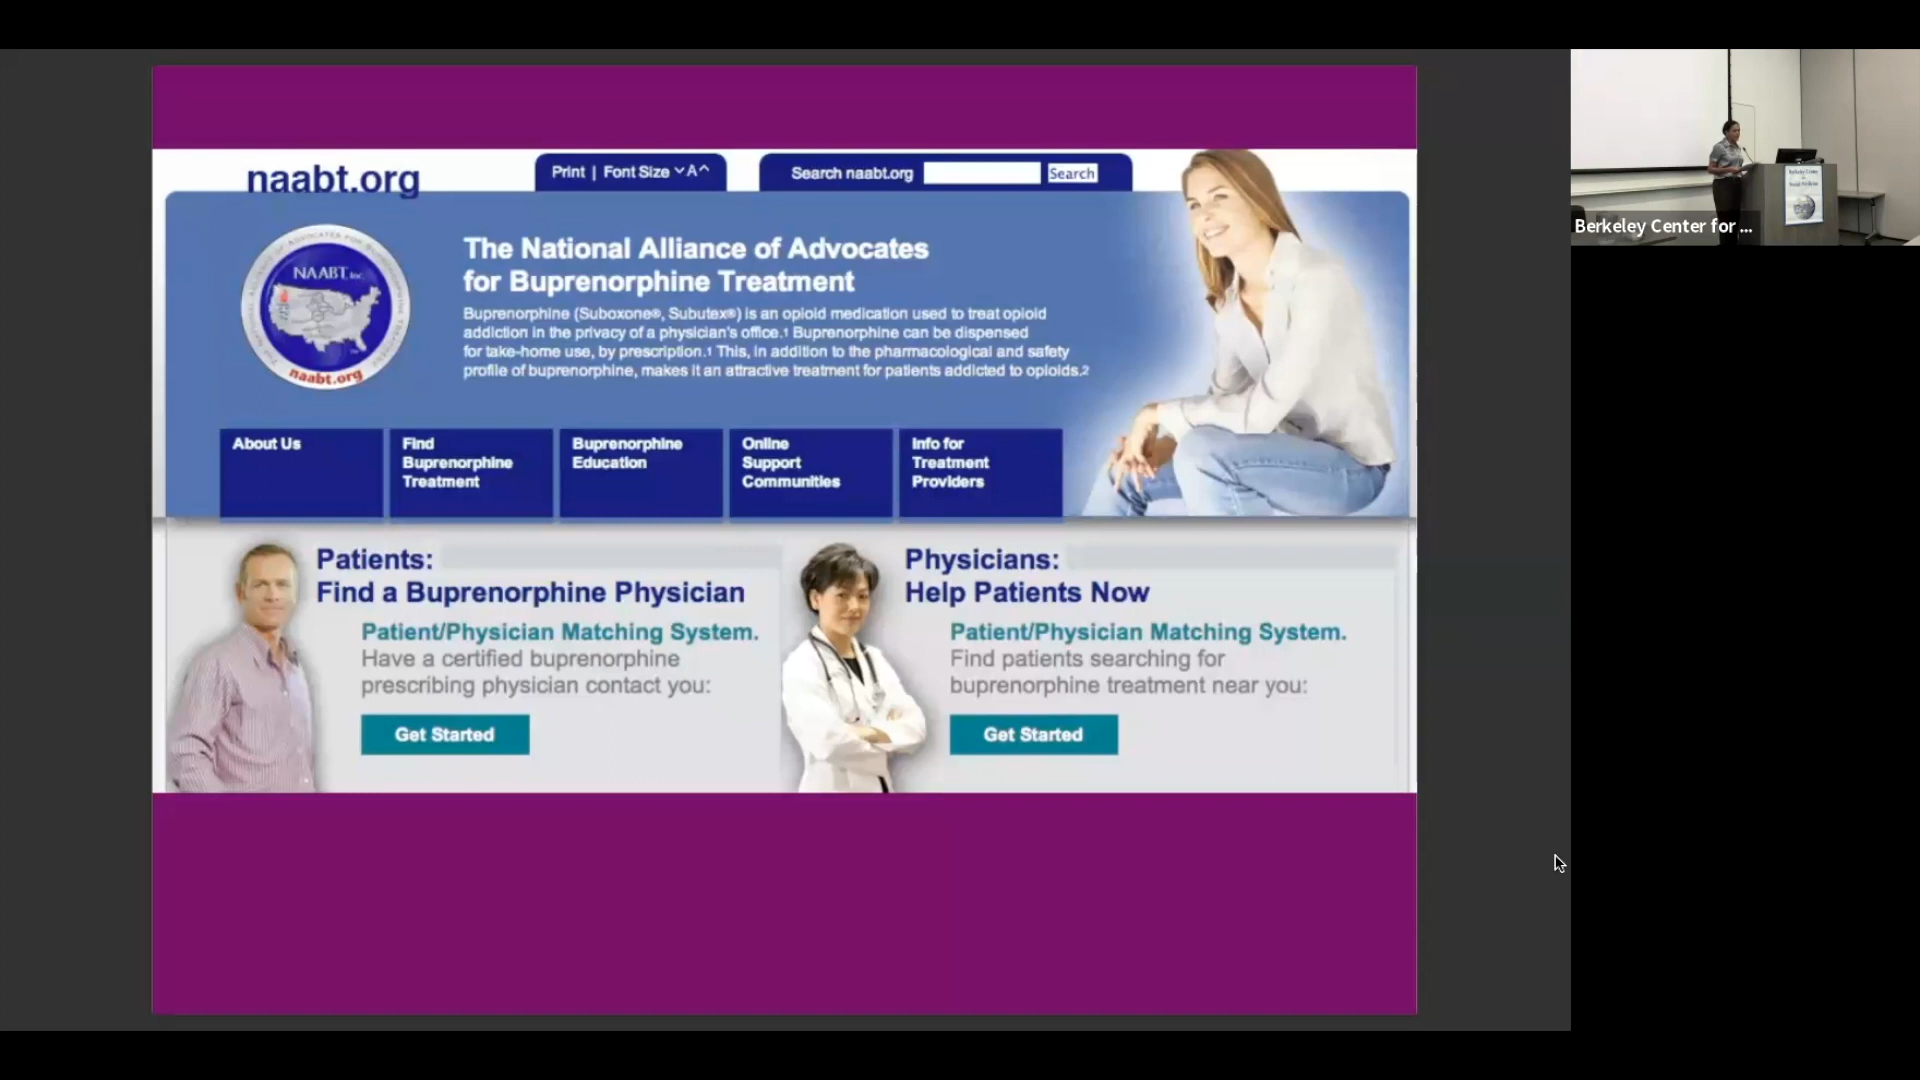 naabt.org
Print | Font Size ˅A^
Search naabt.org
Search
NAABT, Inc.
naabt.org
The National Alliance of Advocates
for Buprenorphine Treatment
Buprenorphine (Suboxone®, Subutex®) is an opioid medication used to treat opioid
addiction in the privacy of a physician's office.1 Buprenorphine can be dispensed
for take-home use, by prescription.1 This, in addition to the pharmacological and safety
profile of buprenorphine, makes it an attractive treatment for patients addicted to opioids.2
About Us
Find
Buprenorphine
Treatment
Buprenorphine
Education
Online
Support
Communities
Info for
Treatment
Providers
Patients:
Find a Buprenorphine Physician
Patient/Physician Matching System.
Have a certified buprenorphine
prescribing physician contact you:
Get Started
Physicians:
Help Patients Now
Patient/Physician Matching System.
Find patients searching for
buprenorphine treatment near you:
Get Started
Berkeley Center for ...